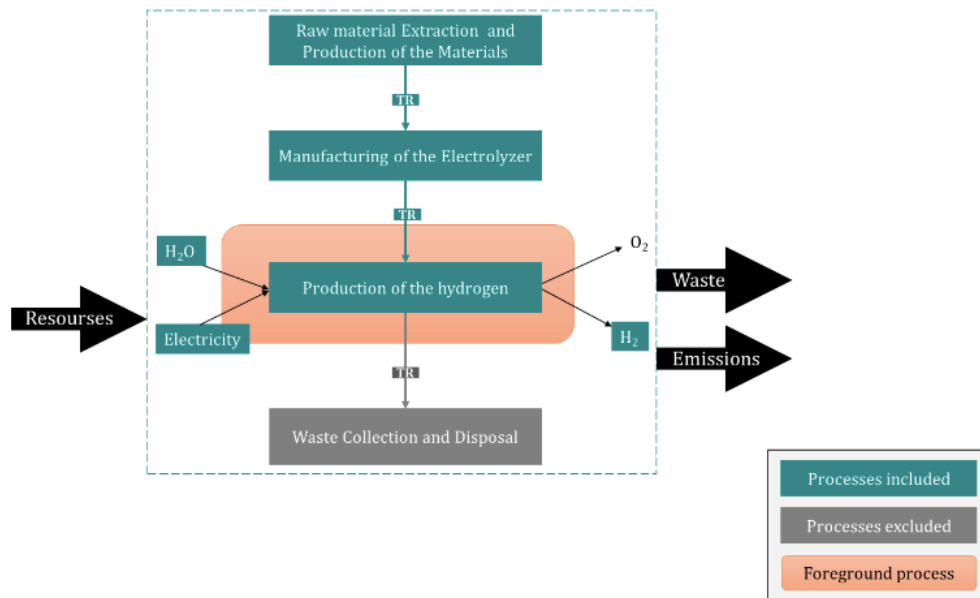 Raw material Extraction and
Production of the Materials
TR
Manufacturing of the Electrolyzer
TR
H₂O
O₂
Production of the hydrogen
Waste
Resourses
Electricity
H₂
Emissions
TR
Waste Collection and Disposal
Processes included
Processes excluded
Foreground process